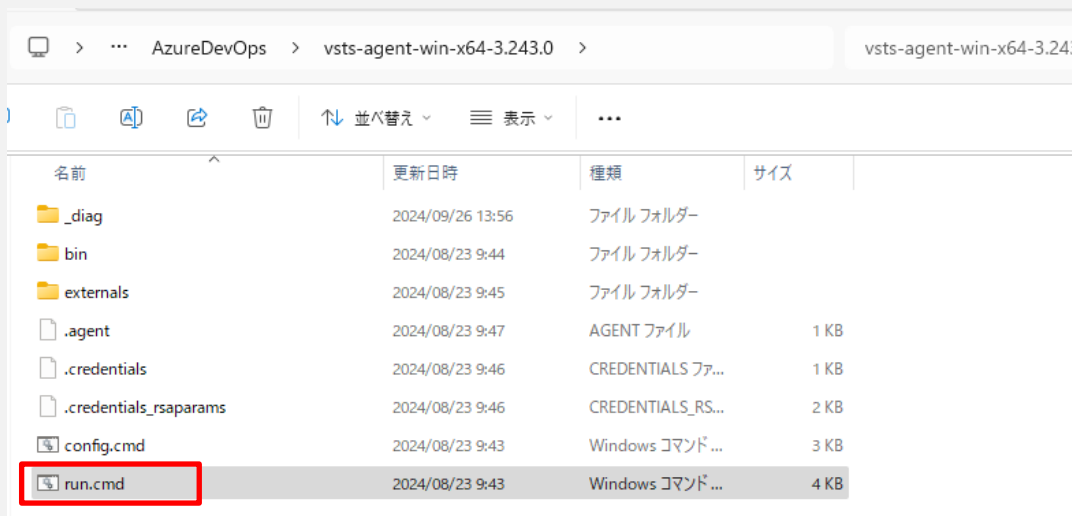 > … AzureDevOps > vsts-agent-win-x64-3.243.0 >
vsts-agent-win-x64-3.24
並べ替え 表示 …
名前 更新日時 種類 サイズ
_diag 2024/09/26 13:56 ファイル フォルダー
bin 2024/08/23 9:44 ファイル フォルダー
externals 2024/08/23 9:45 ファイル フォルダー
.agent 2024/08/23 9:47 AGENT ファイル 1 KB
.credentials 2024/08/23 9:46 CREDENTIALS ファ... 1 KB
.credentials_rsaparams 2024/08/23 9:46 CREDENTIALS_RS... 2 KB
config.cmd 2024/08/23 9:43 Windows コマンド ... 3 KB
run.cmd 2024/08/23 9:43 Windows コマンド ... 4 KB